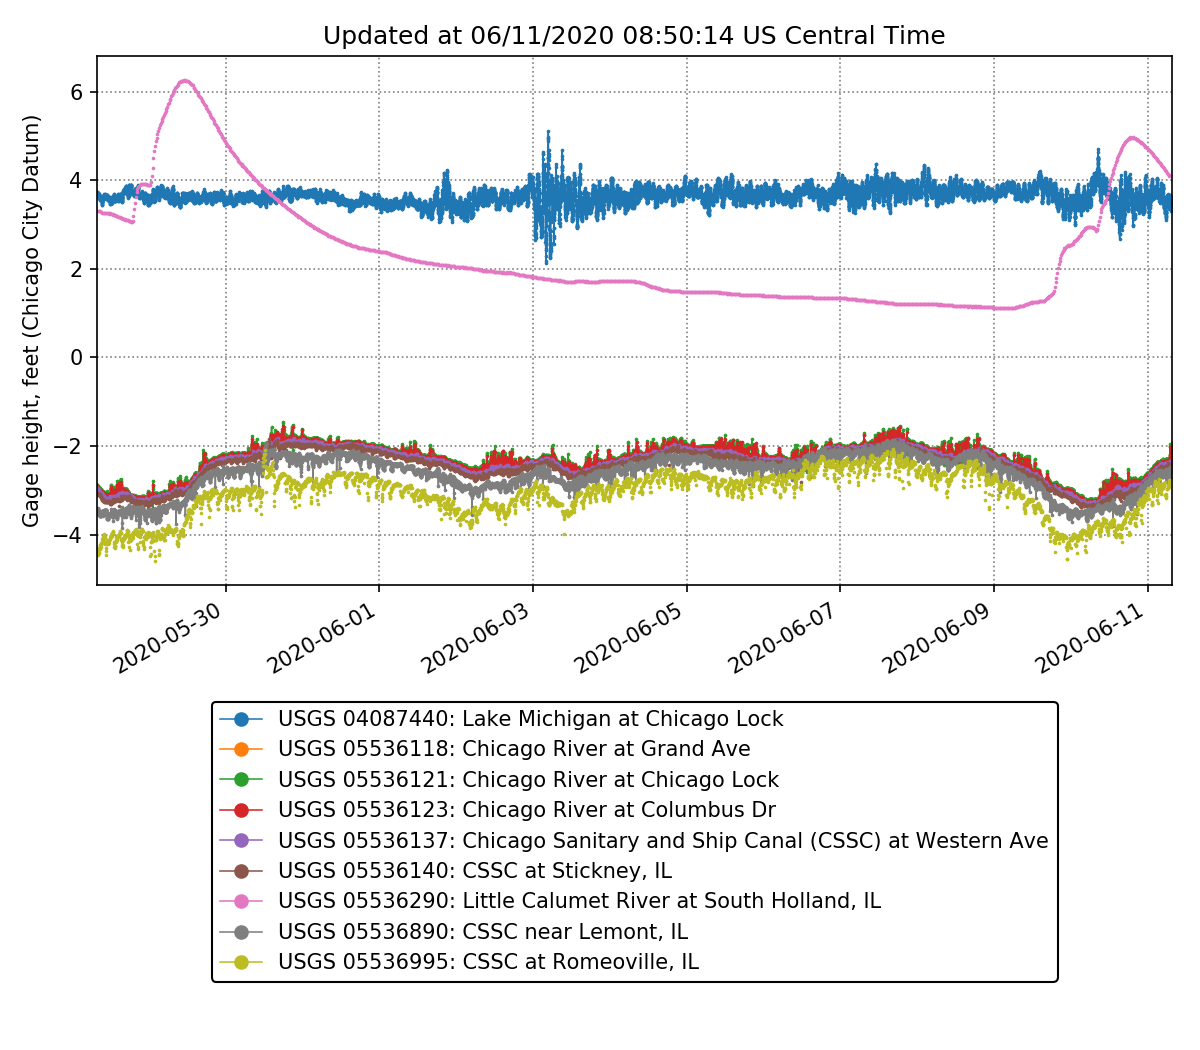 Updated at 06/11/2020 08:50:14 US Central Time
Gage height, feet (Chicago City Datum)
6
4
2
0
−2
−4
2020-05-30
2020-06-01
2020-06-03
2020-06-05
2020-06-07
2020-06-09
2020-06-11
USGS 04087440: Lake Michigan at Chicago Lock
USGS 05536118: Chicago River at Grand Ave
USGS 05536121: Chicago River at Chicago Lock
USGS 05536123: Chicago River at Columbus Dr
USGS 05536137: Chicago Sanitary and Ship Canal (CSSC) at Western Ave
USGS 05536140: CSSC at Stickney, IL
USGS 05536290: Little Calumet River at South Holland, IL
USGS 05536890: CSSC near Lemont, IL
USGS 05536995: CSSC at Romeoville, IL